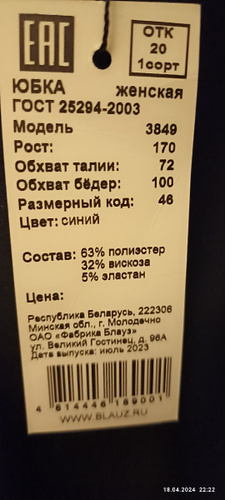 EAC
ОТК
20
1сорт
ЮБКА женская
ГОСТ 25294-2003
Модель 3849
Рост: 170
Обхват талии: 72
Обхват бёдер: 100
Размерный код: 46
Цвет: синий
Состав: 63% полиэстер
32% вискоза
5% эластан
Цена:
Республика Беларусь, 222306
Минская обл., г. Молодечно
ОАО «Фабрика Блауз»
ул. Великий Гостинец, д. 96А
Дата выпуска: июль 2023
4 814446 189001
WWW.BLAUZ.RU
18.04.2024 22:22